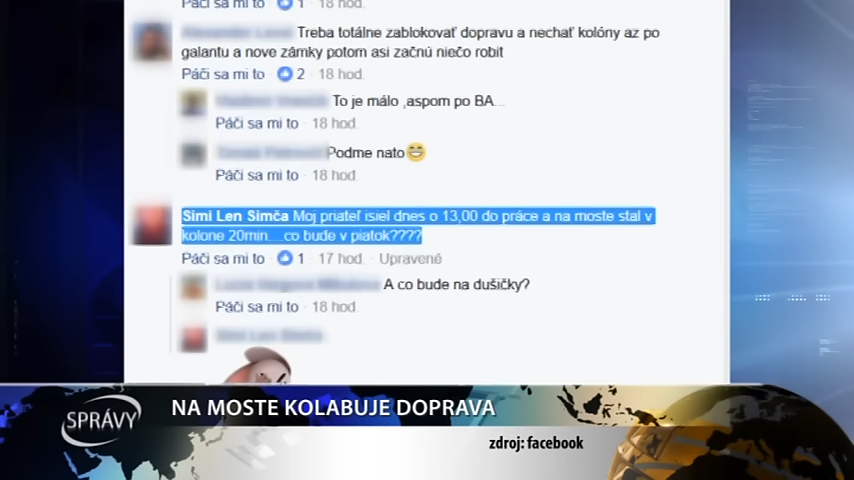 Páči sa mi to · 1 · 18 hod.
Treba totálne zablokovať dopravu a nechať kolóny az po
galantu a nove zámky potom asi začnú niečo robit
Páči sa mi to · 2 · 18 hod.
To je málo ,aspom po BA...
Páči sa mi to · 18 hod.
Podme nato
Páči sa mi to · 18 hod.
Simi Len Simča Moj priateľ isiel dnes o 13,00 do práce a na moste stal v
kolone 20min....co bude v piatok????
Páči sa mi to · 1 · 17 hod. · Upravené
A co bude na dušičky?
Páči sa mi to · 18 hod.
SPRÁVY
NA MOSTE KOLABUJE DOPRAVA
zdroj: facebook